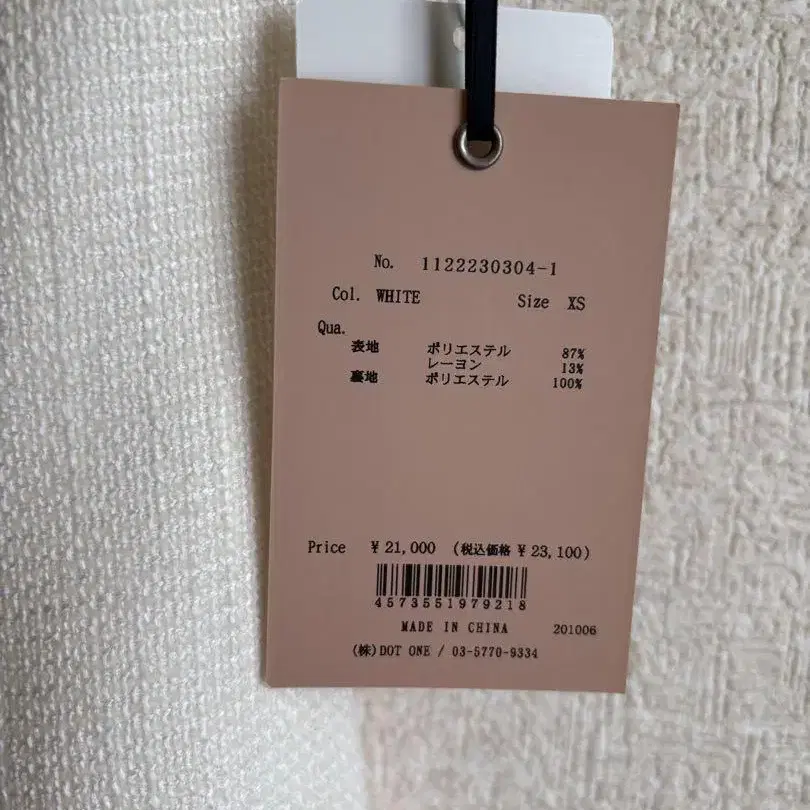 No. 1122230304-1
Col. WHITE Size XS
Qua.
表地 ポリエステル 87%
レーヨン 13%
裏地 ポリエステル 100%
Price ¥21,000 (税込価格 ¥23,100)
4573551979218
MADE IN CHINA 201006
(株)DOT ONE / 03-5770-9334